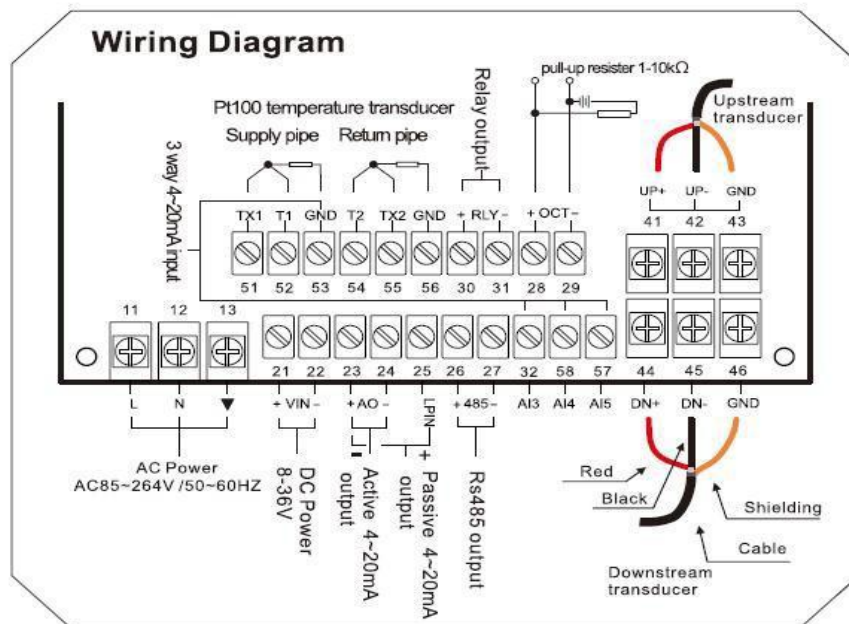 Wiring Diagram
pull-up resister 1-10kΩ
Relay output
Upstream
transducer
Pt100 temperature transducer
Supply pipe Return pipe
3 way 4~20mA input
UP+ UP- GND
41 42 43
TX1 T1 GND T2 TX2 GND + RLY - + OCT -
51 52 53 54 55 56 30 31 28 29
11 12 13
21 22 23 24 25 26 27 32 58 57
44 45 46
L N
+ VIN - + AO - LPIN + 485 - AI3 AI4 AI5
DN+ DN- GND
AC Power
AC85~264V /50~60HZ
DC Power
8-36V
- +
Active 4~20mA
output
Passive 4~20mA
output
Rs485 output
Red
Black
Shielding
Cable
Downstream
transducer